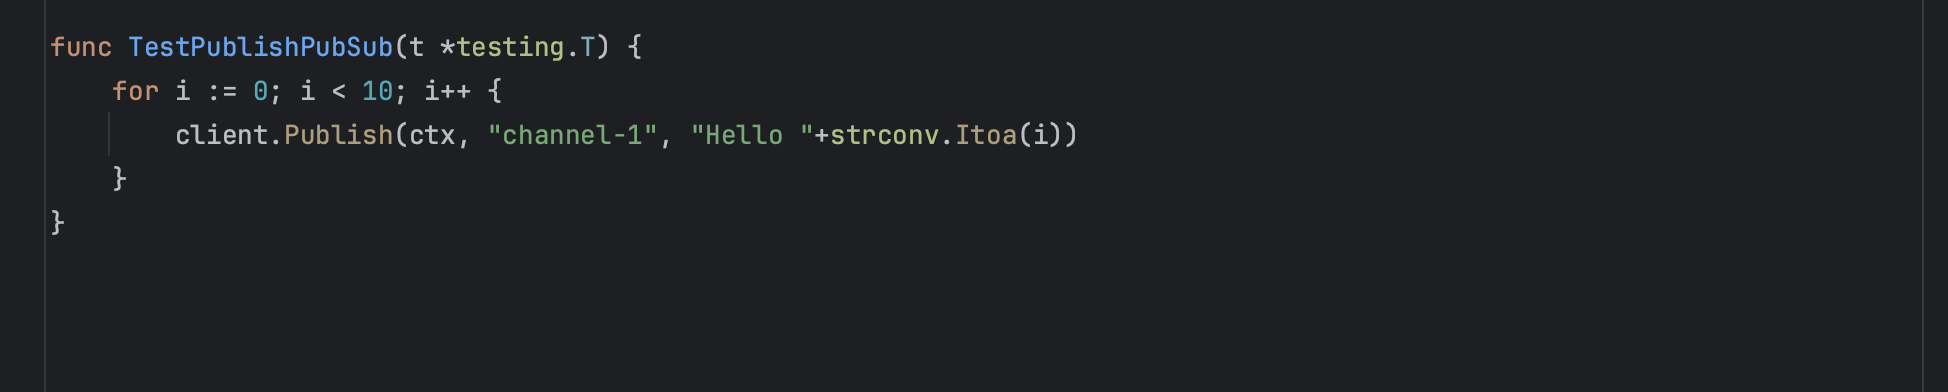 func TestPublishPubSub(t *testing.T) {
    for i := 0; i < 10; i++ {
        client.Publish(ctx, "channel-1", "Hello "+strconv.Itoa(i))
    }
}